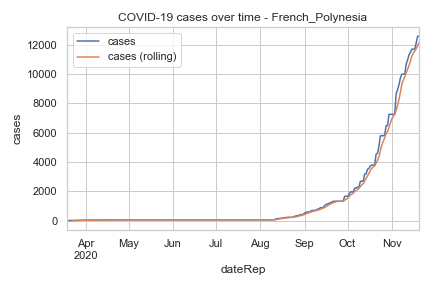 COVID-19 cases over time - French_Polynesia
cases
cases (rolling)
12000
10000
8000
6000
4000
2000
0
cases
Apr
2020
May
Jun
Jul
Aug
Sep
Oct
Nov
dateRep